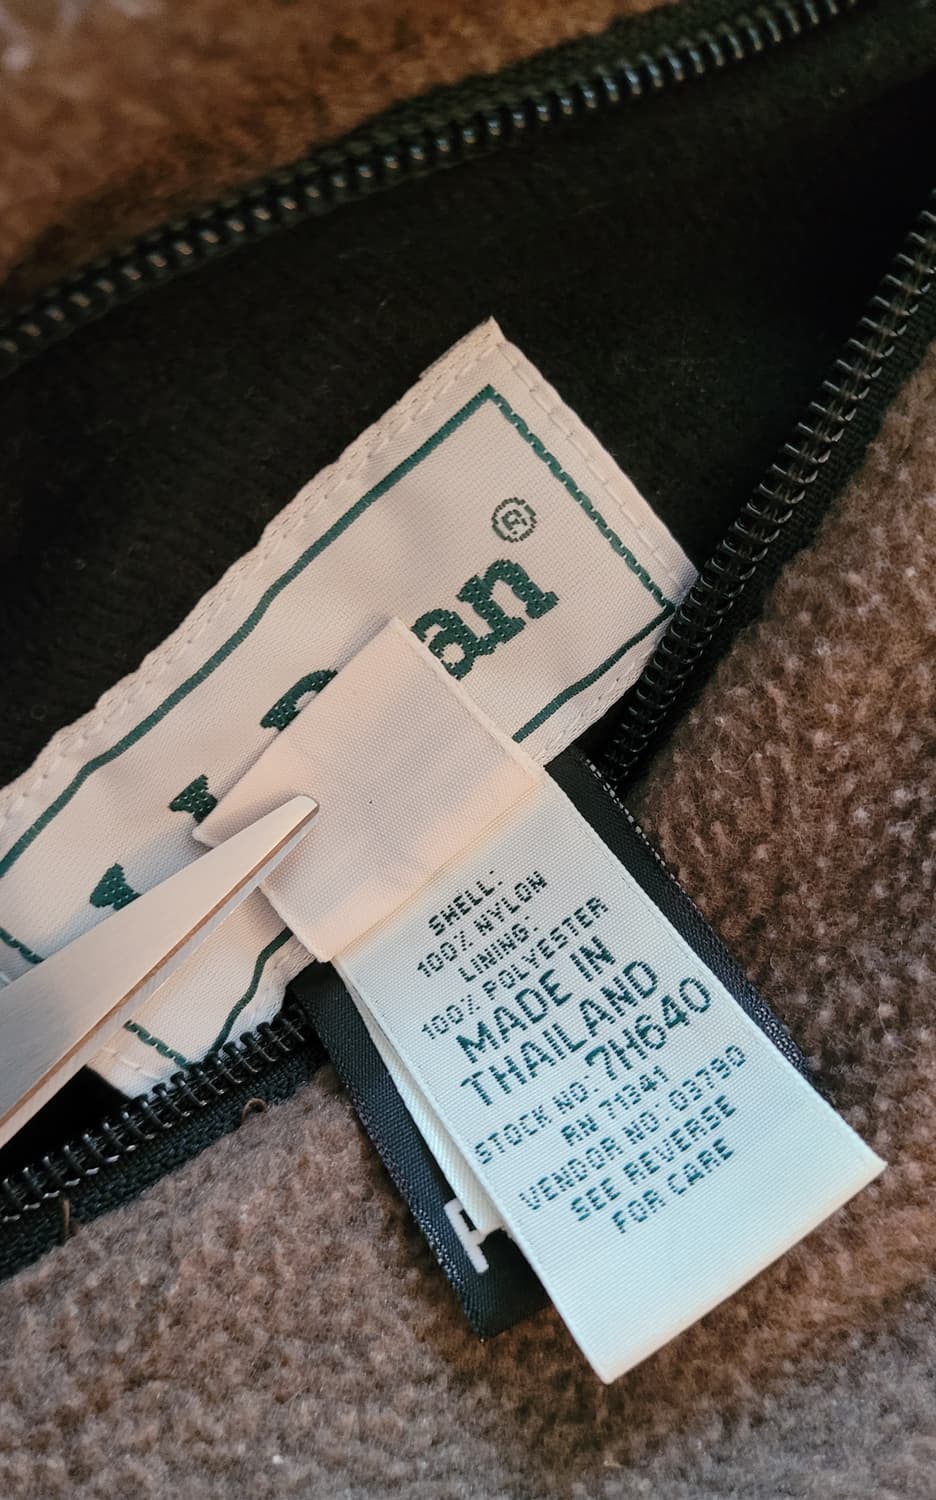 an®
SHELL:
100% NYLON
LINING:
100% POLYESTER
MADE IN
THAILAND
STOCK NO: 7H640
RN 71341
VENDOR NO: 03790
SEE REVERSE
FOR CARE